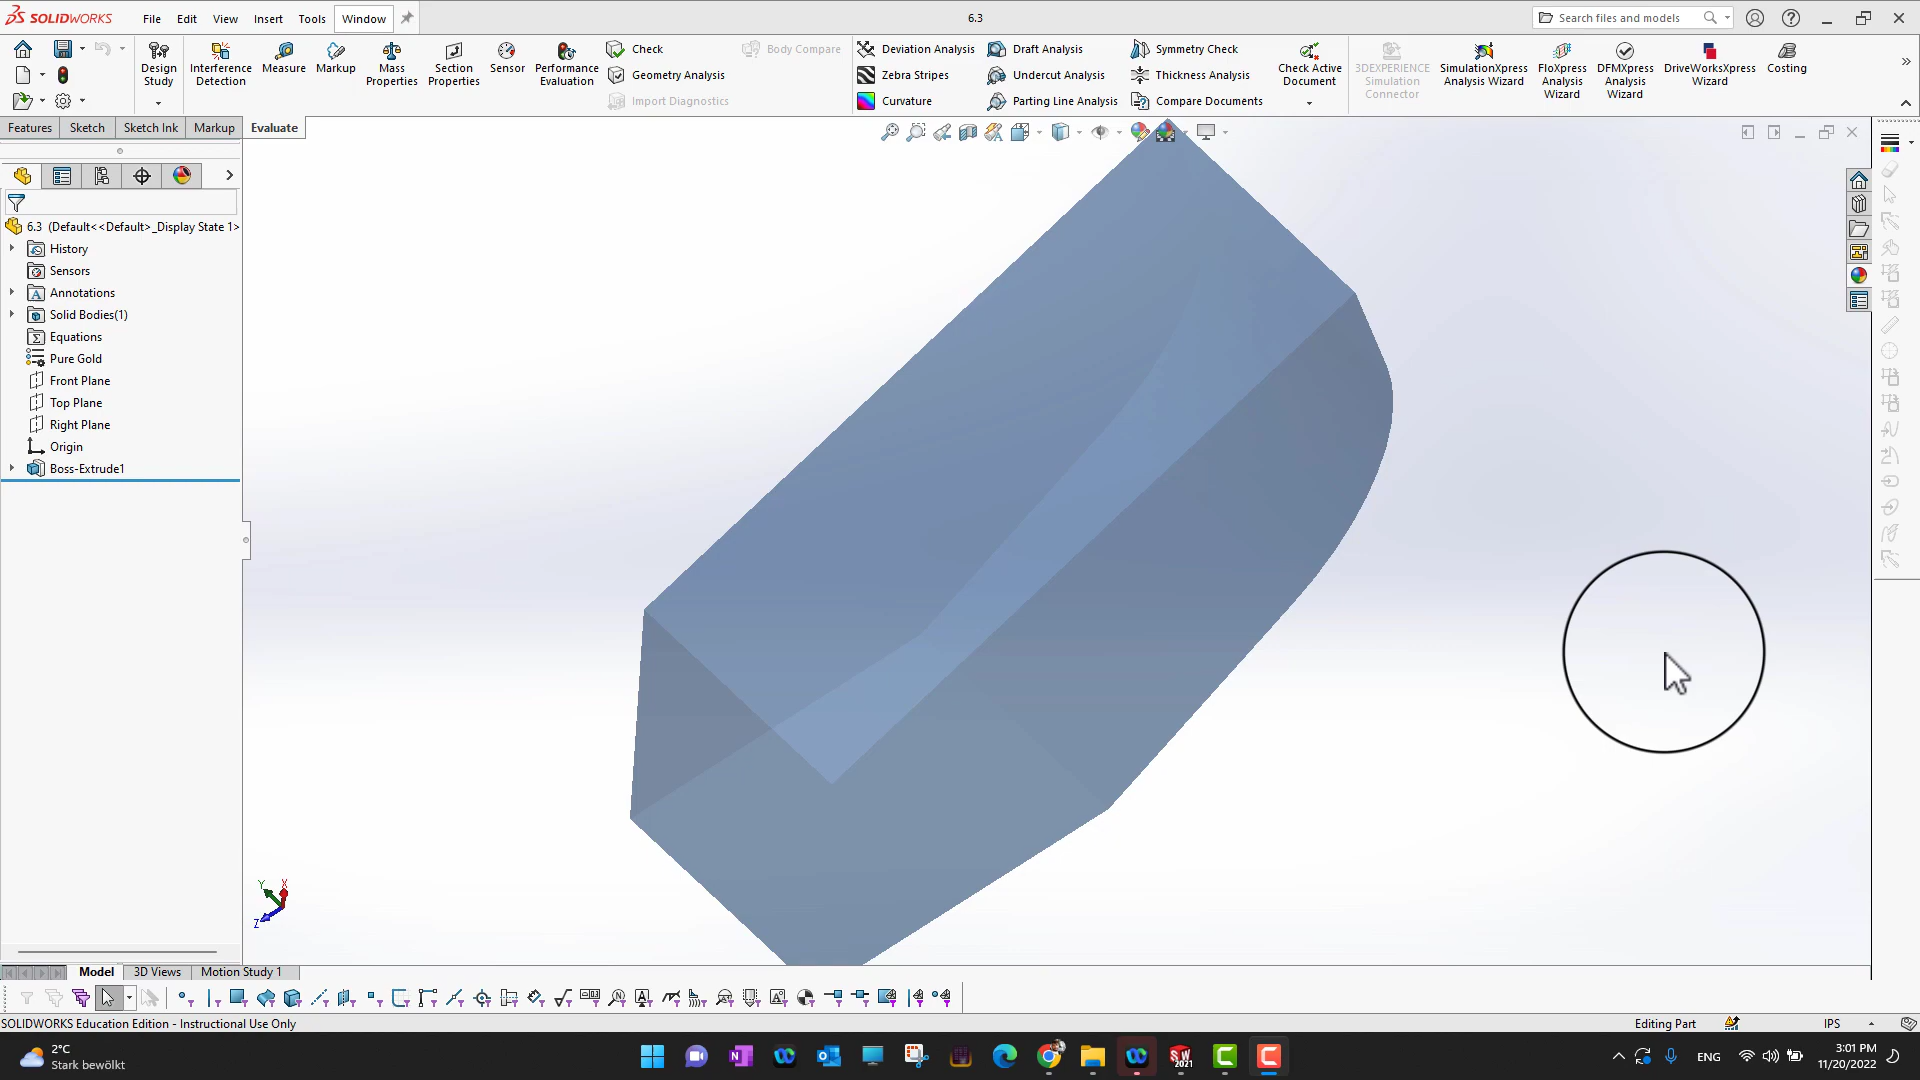 SOLIDWORKS
File
Edit
View
Insert
Tools
Window
6.3
Search files and models
Design Study
Interference Detection
Measure
Markup
Mass Properties
Section Properties
Sensor
Performance Evaluation
Check
Geometry Analysis
Import Diagnostics
Body Compare
Deviation Analysis
Zebra Stripes
Curvature
Draft Analysis
Undercut Analysis
Parting Line Analysis
Symmetry Check
Thickness Analysis
Compare Documents
Check Active Document
3DEXPERIENCE Simulation Connector
SimulationXpress Analysis Wizard
FloXpress Analysis Wizard
DFMXpress Analysis Wizard
DriveWorksXpress Wizard
Costing
Features
Sketch
Sketch Ink
Markup
Evaluate
6.3 (Default<<Default>_Display State 1>
History
Sensors
Annotations
Solid Bodies(1)
Equations
Pure Gold
Front Plane
Top Plane
Right Plane
Origin
Boss-Extrude1
Y
X
Z
Model
3D Views
Motion Study 1
SOLIDWORKS Education Edition - Instructional Use Only
Editing Part
IPS
2°C
Stark bewölkt
SW 2021
ENG
3:01 PM
11/20/2022